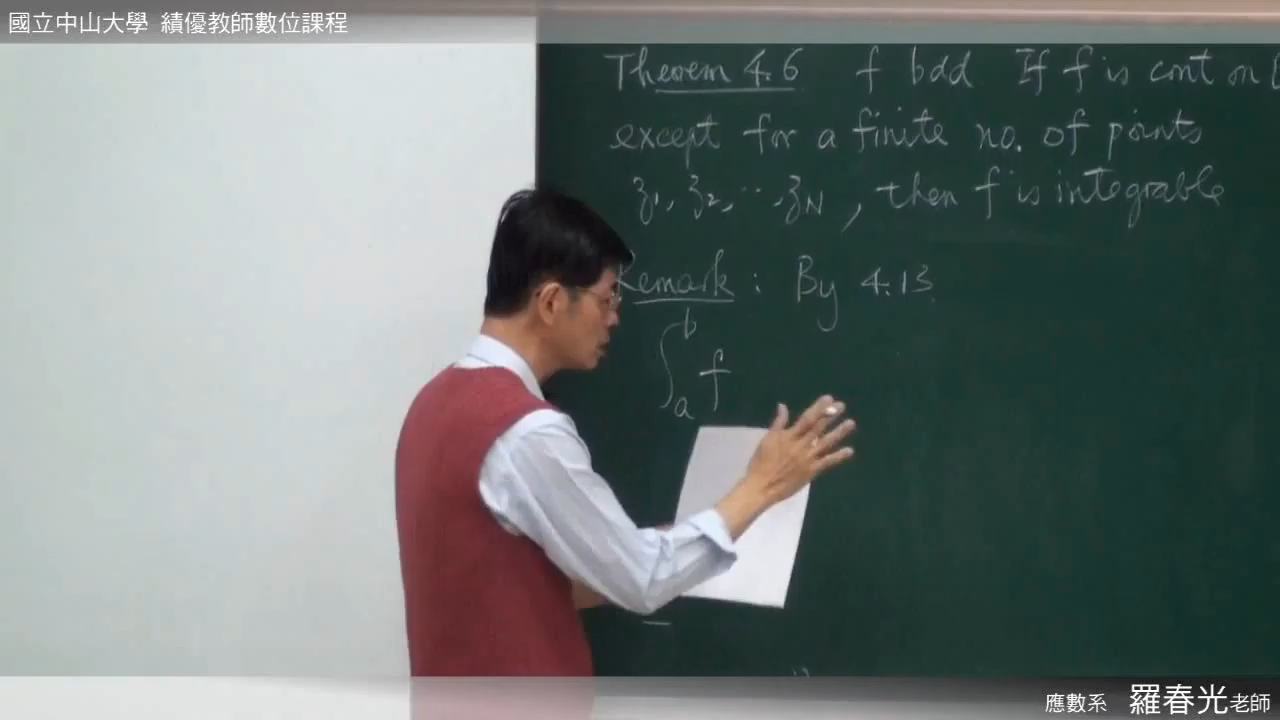 國立中山大學 績優教師數位課程
Theorem 4.6 f bdd If f is cont on [
except for a finite no. of points
ξ₁, ξ₂, ..., ξN, then f is integrable
Remark : By 4.13
∫ₐᵇ f
應數系 羅春光老師